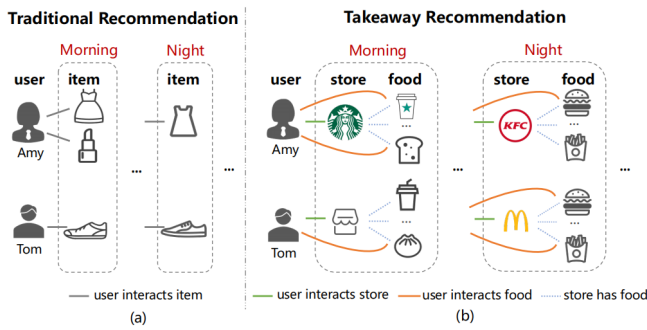 Traditional Recommendation
Morning
Night
user
item
item
Amy
...
...
Tom
user interacts item
(a)
Takeaway Recommendation
Morning
Night
user
store
food
store
food
Amy
...
KFC
...
...
...
Tom
...
...
user interacts store
user interacts food
store has food
(b)